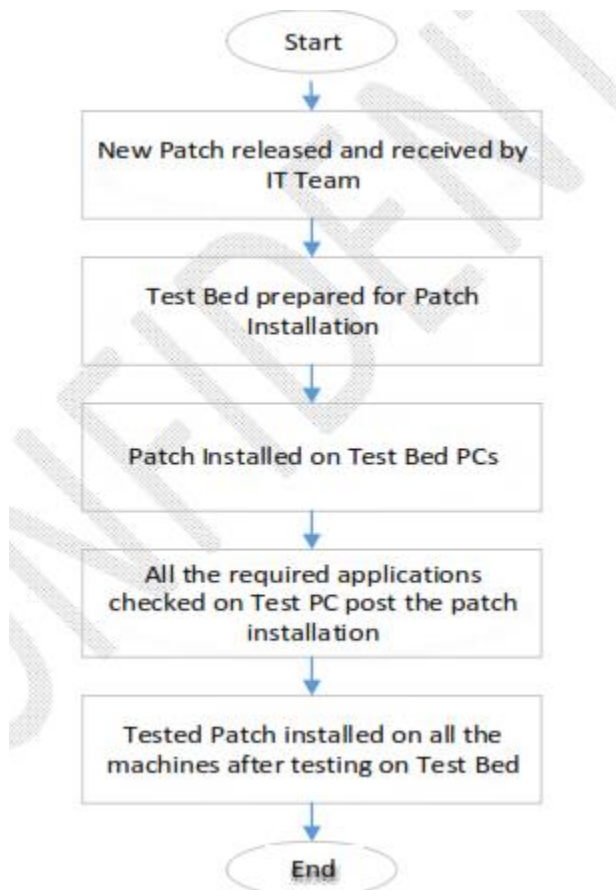 Start
New Patch released and received by
IT Team
Test Bed prepared for Patch
Installation
Patch Installed on Test Bed PCs
All the required applications
checked on Test PC post the patch
installation
Tested Patch installed on all the
machines after testing on Test Bed
End